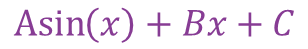 Asin(x) + Bx + C